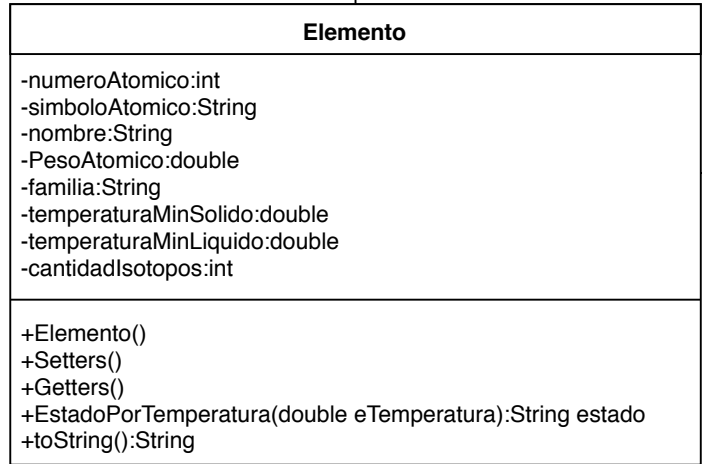 Elemento
-numeroAtomico:int
-simboloAtomico:String
-nombre:String
-PesoAtomico:double
-familia:String
-temperaturaMinSolido:double
-temperaturaMinLiquido:double
-cantidadIsotopos:int
+Elemento()
+Setters()
+Getters()
+EstadoPorTemperatura(double eTemperatura):String estado
+toString():String